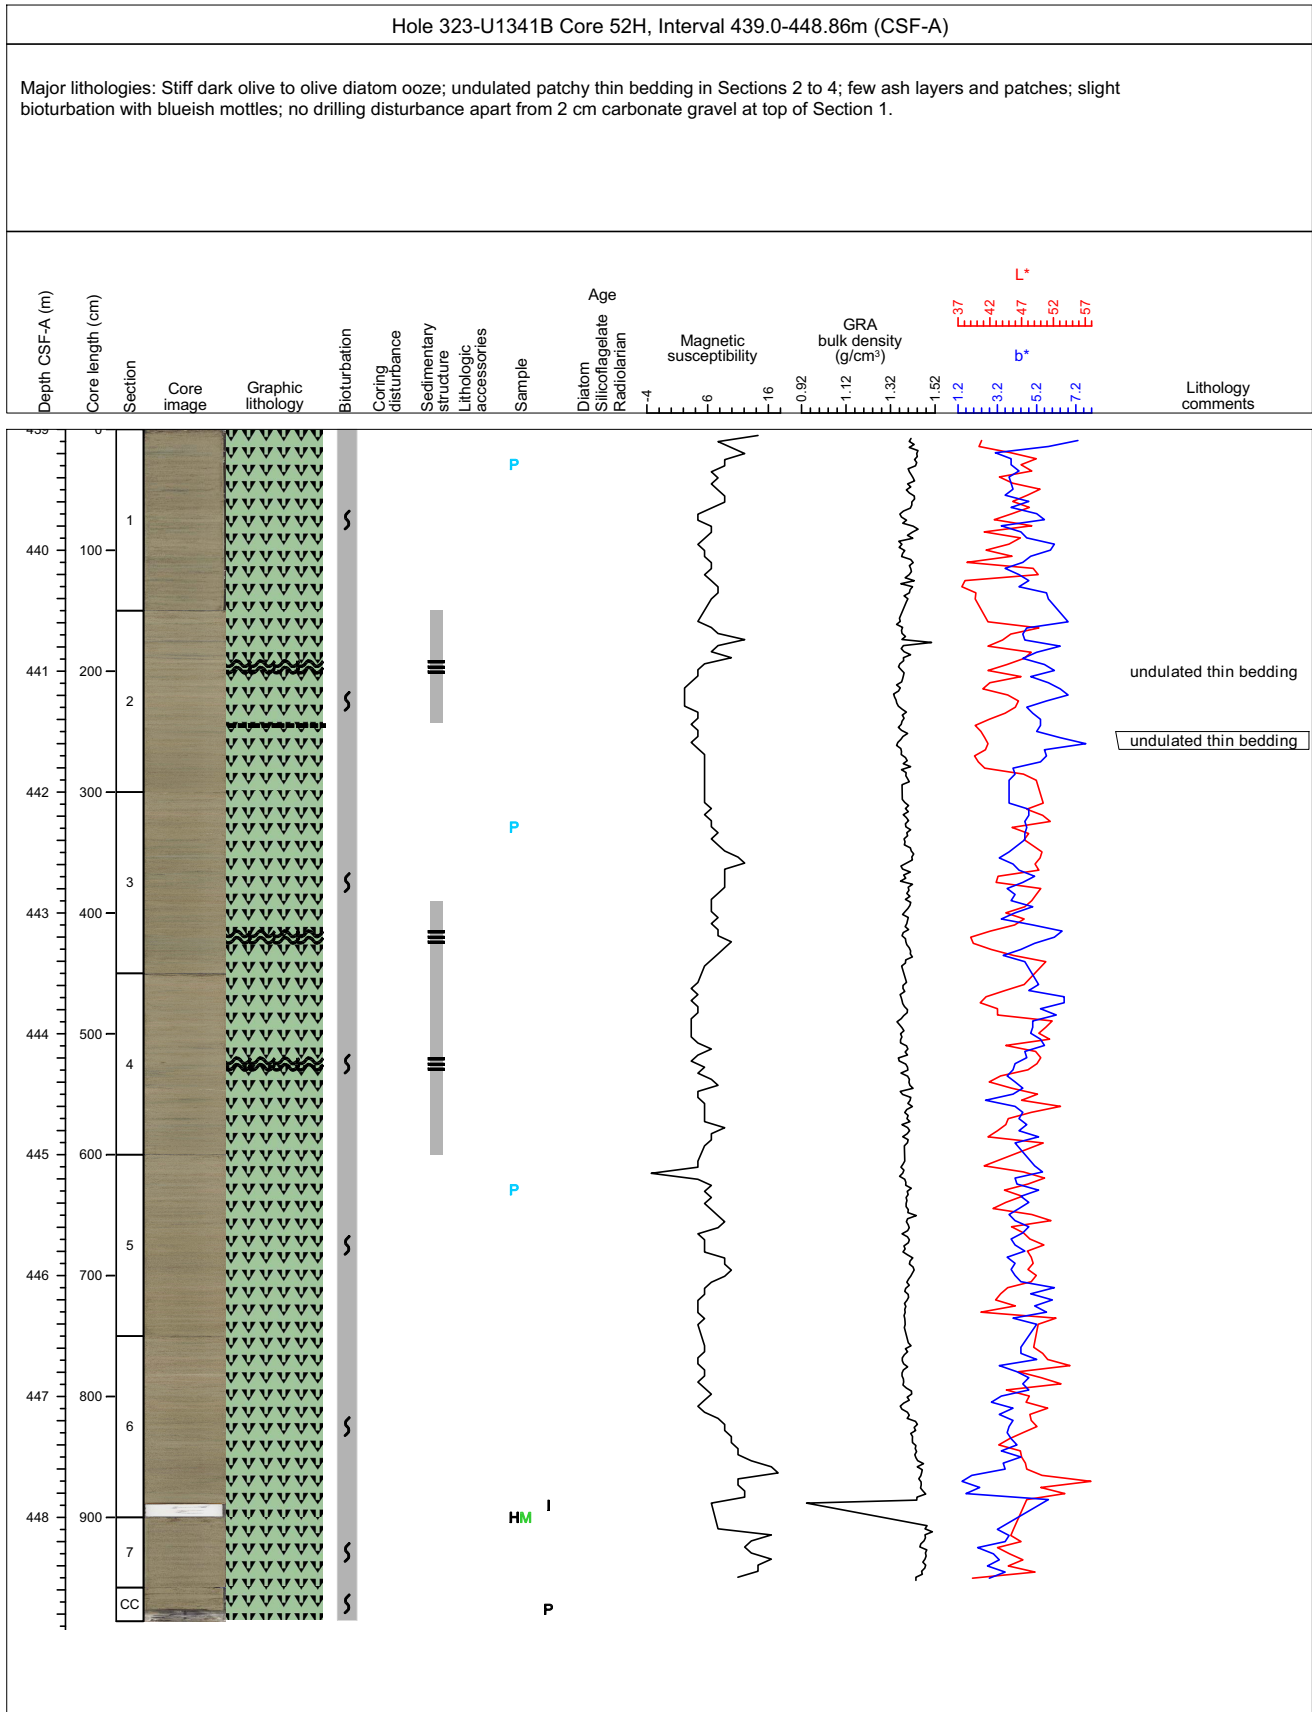 Hole 323-U1341B Core 52H, Interval 439.0-448.86m (CSF-A)
Major lithologies: Stiff dark olive to olive diatom ooze; undulated patchy thin bedding in Sections 2 to 4; few ash layers and patches; slight
bioturbation with blueish mottles; no drilling disturbance apart from 2 cm carbonate gravel at top of Section 1.
Depth CSF-A (m)
Core length (cm)
Section
Core
image
Graphic
lithology
Bioturbation
Coring
disturbance
Sedimentary
structure
Lithologic
accessories
Sample
Age
Diatom
Silicoflagelate
Radiolarian
Magnetic
susceptibility
-4 6 16
GRA
bulk density
(g/cm³)
0.92 1.12 1.32 1.52
L*
37 42 47 52 57
b*
1.2 3.2 5.2 7.2
Lithology
comments
439 0
P
1
440 100
441 200
undulated thin bedding
2
undulated thin bedding
442 300
P
3
443 400
444 500
4
445 600
P
5
446 700
447 800
6
I
448 900
HM
7
CC
P